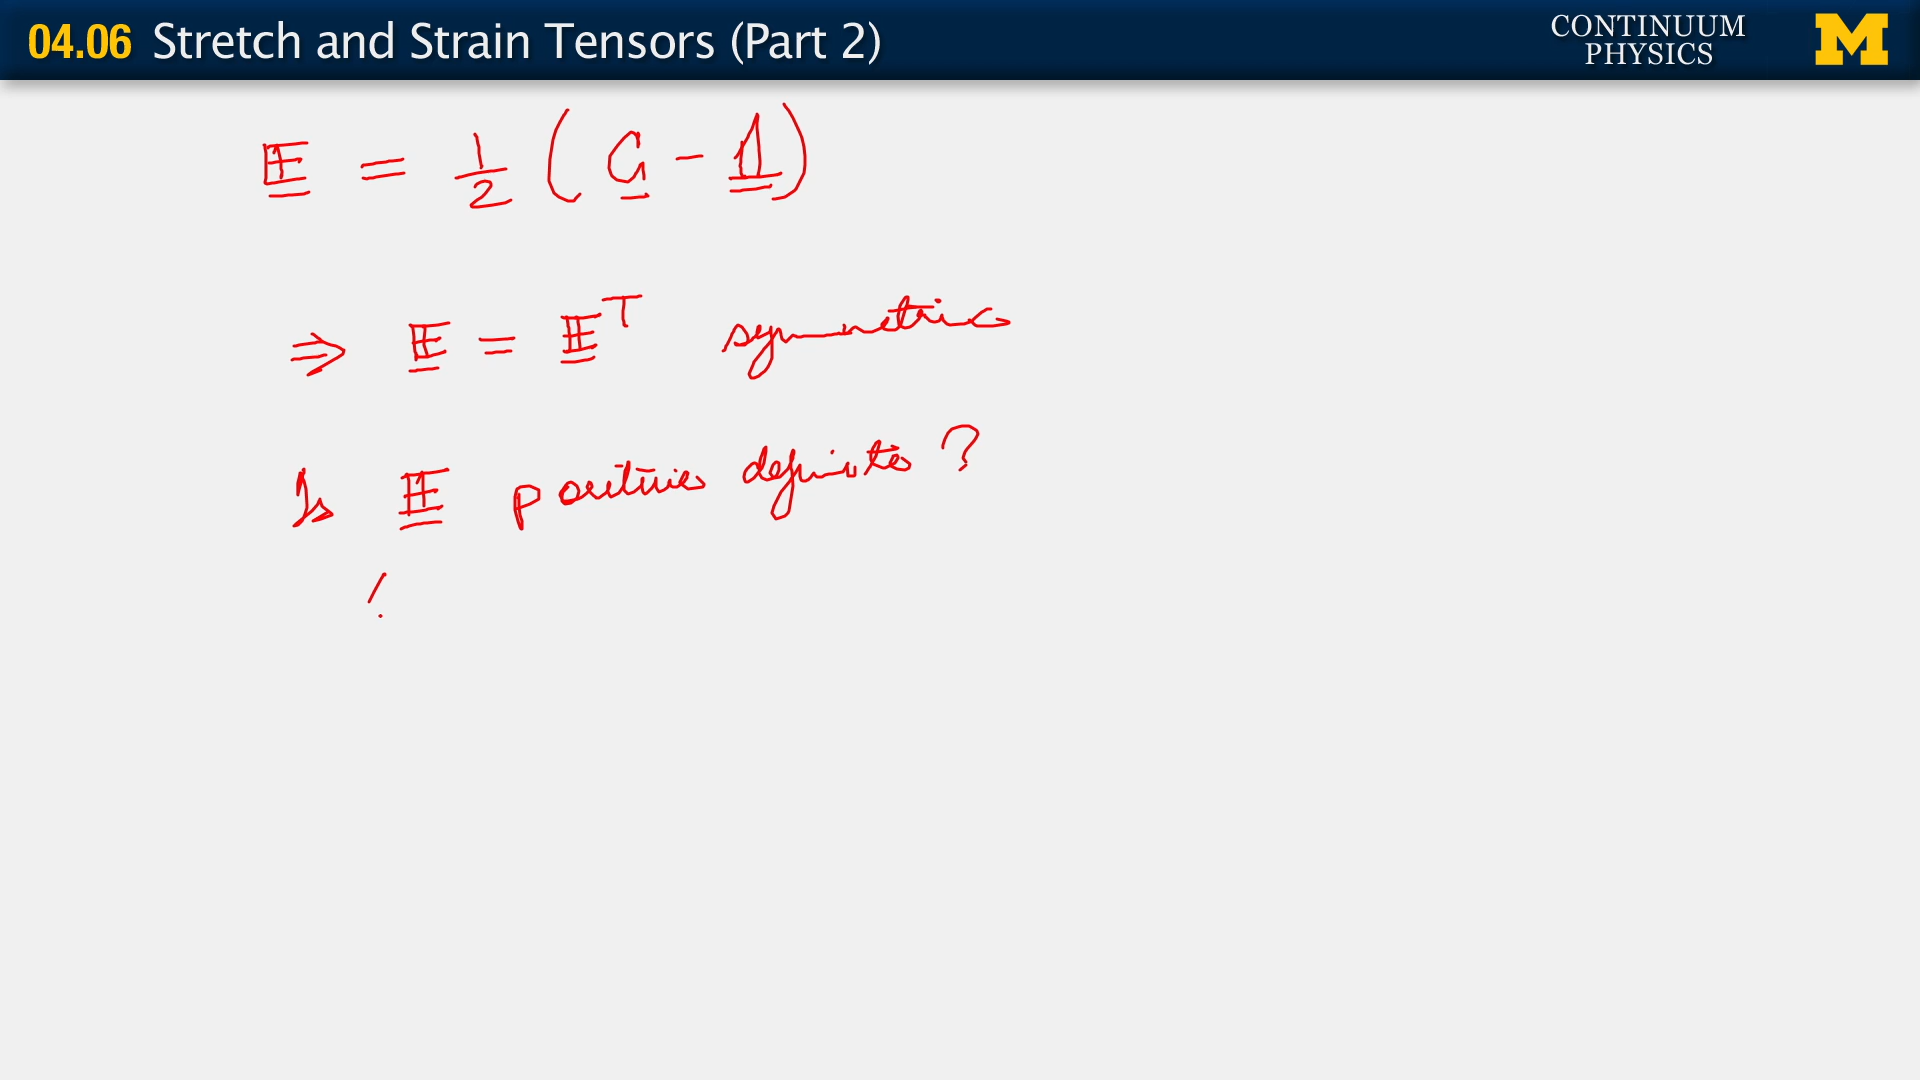 04.06 Stretch and Strain Tensors (Part 2)
CONTINUUM
PHYSICS
M
E = 1/2 ( C - 1 )
⇒ E = E^T symmetric
Is E positive definite ?